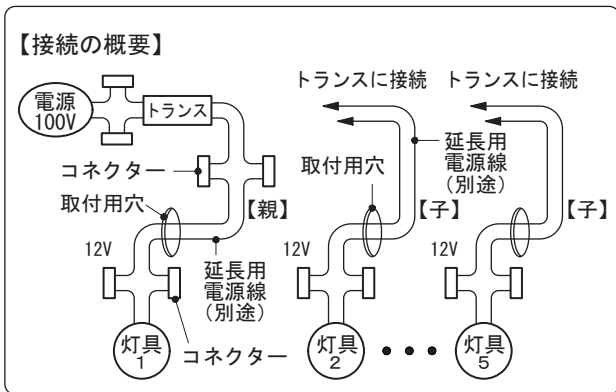 【接続の概要】
電源
100V
トランス
コネクター
取付用穴
【親】
12V
延長用
電源線
(別途)
灯具
1
コネクター
トランスに接続
取付用穴
延長用
電源線
(別途)
【子】
12V
灯具
2
•••
トランスに接続
【子】
12V
灯具
5